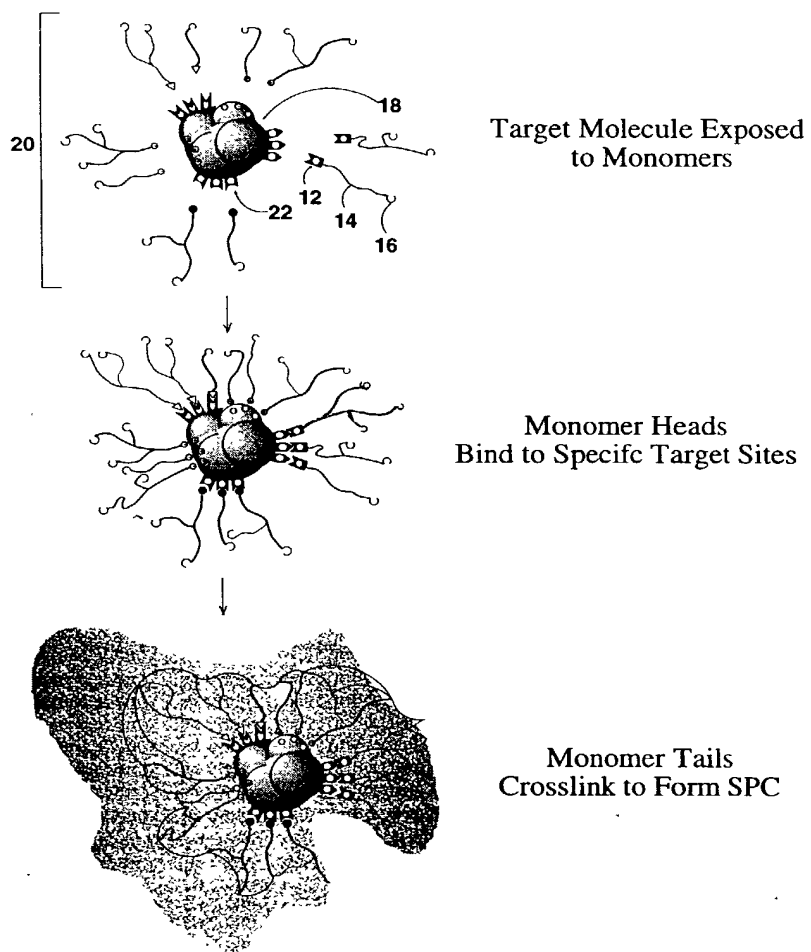 18
20
Target Molecule Exposed
to Monomers
12
14
22
16
Monomer Heads
Bind to Specifc Target Sites
Monomer Tails
Crosslink to Form SPC